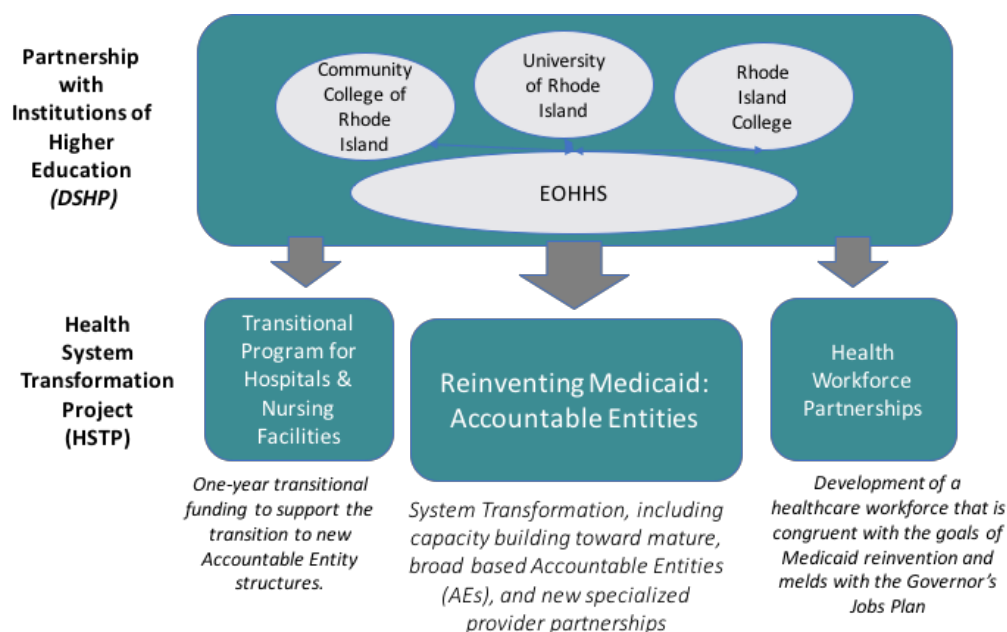 Partnership
with
Institutions of
Higher
Education
(DSHP)
Community
College of
Rhode
Island
University
of Rhode
Island
Rhode
Island
College
EOHHS
Health
System
Transformation
Project
(HSTP)
Transitional
Program for
Hospitals &
Nursing
Facilities
Reinventing Medicaid:
Accountable Entities
Health
Workforce
Partnerships
One-year transitional
funding to support the
transition to new
Accountable Entity
structures.
System Transformation, including
capacity building toward mature,
broad based Accountable Entities
(AEs), and new specialized
provider partnerships
Development of a
healthcare workforce that is
congruent with the goals of
Medicaid reinvention and
melds with the Governor’s
Jobs Plan